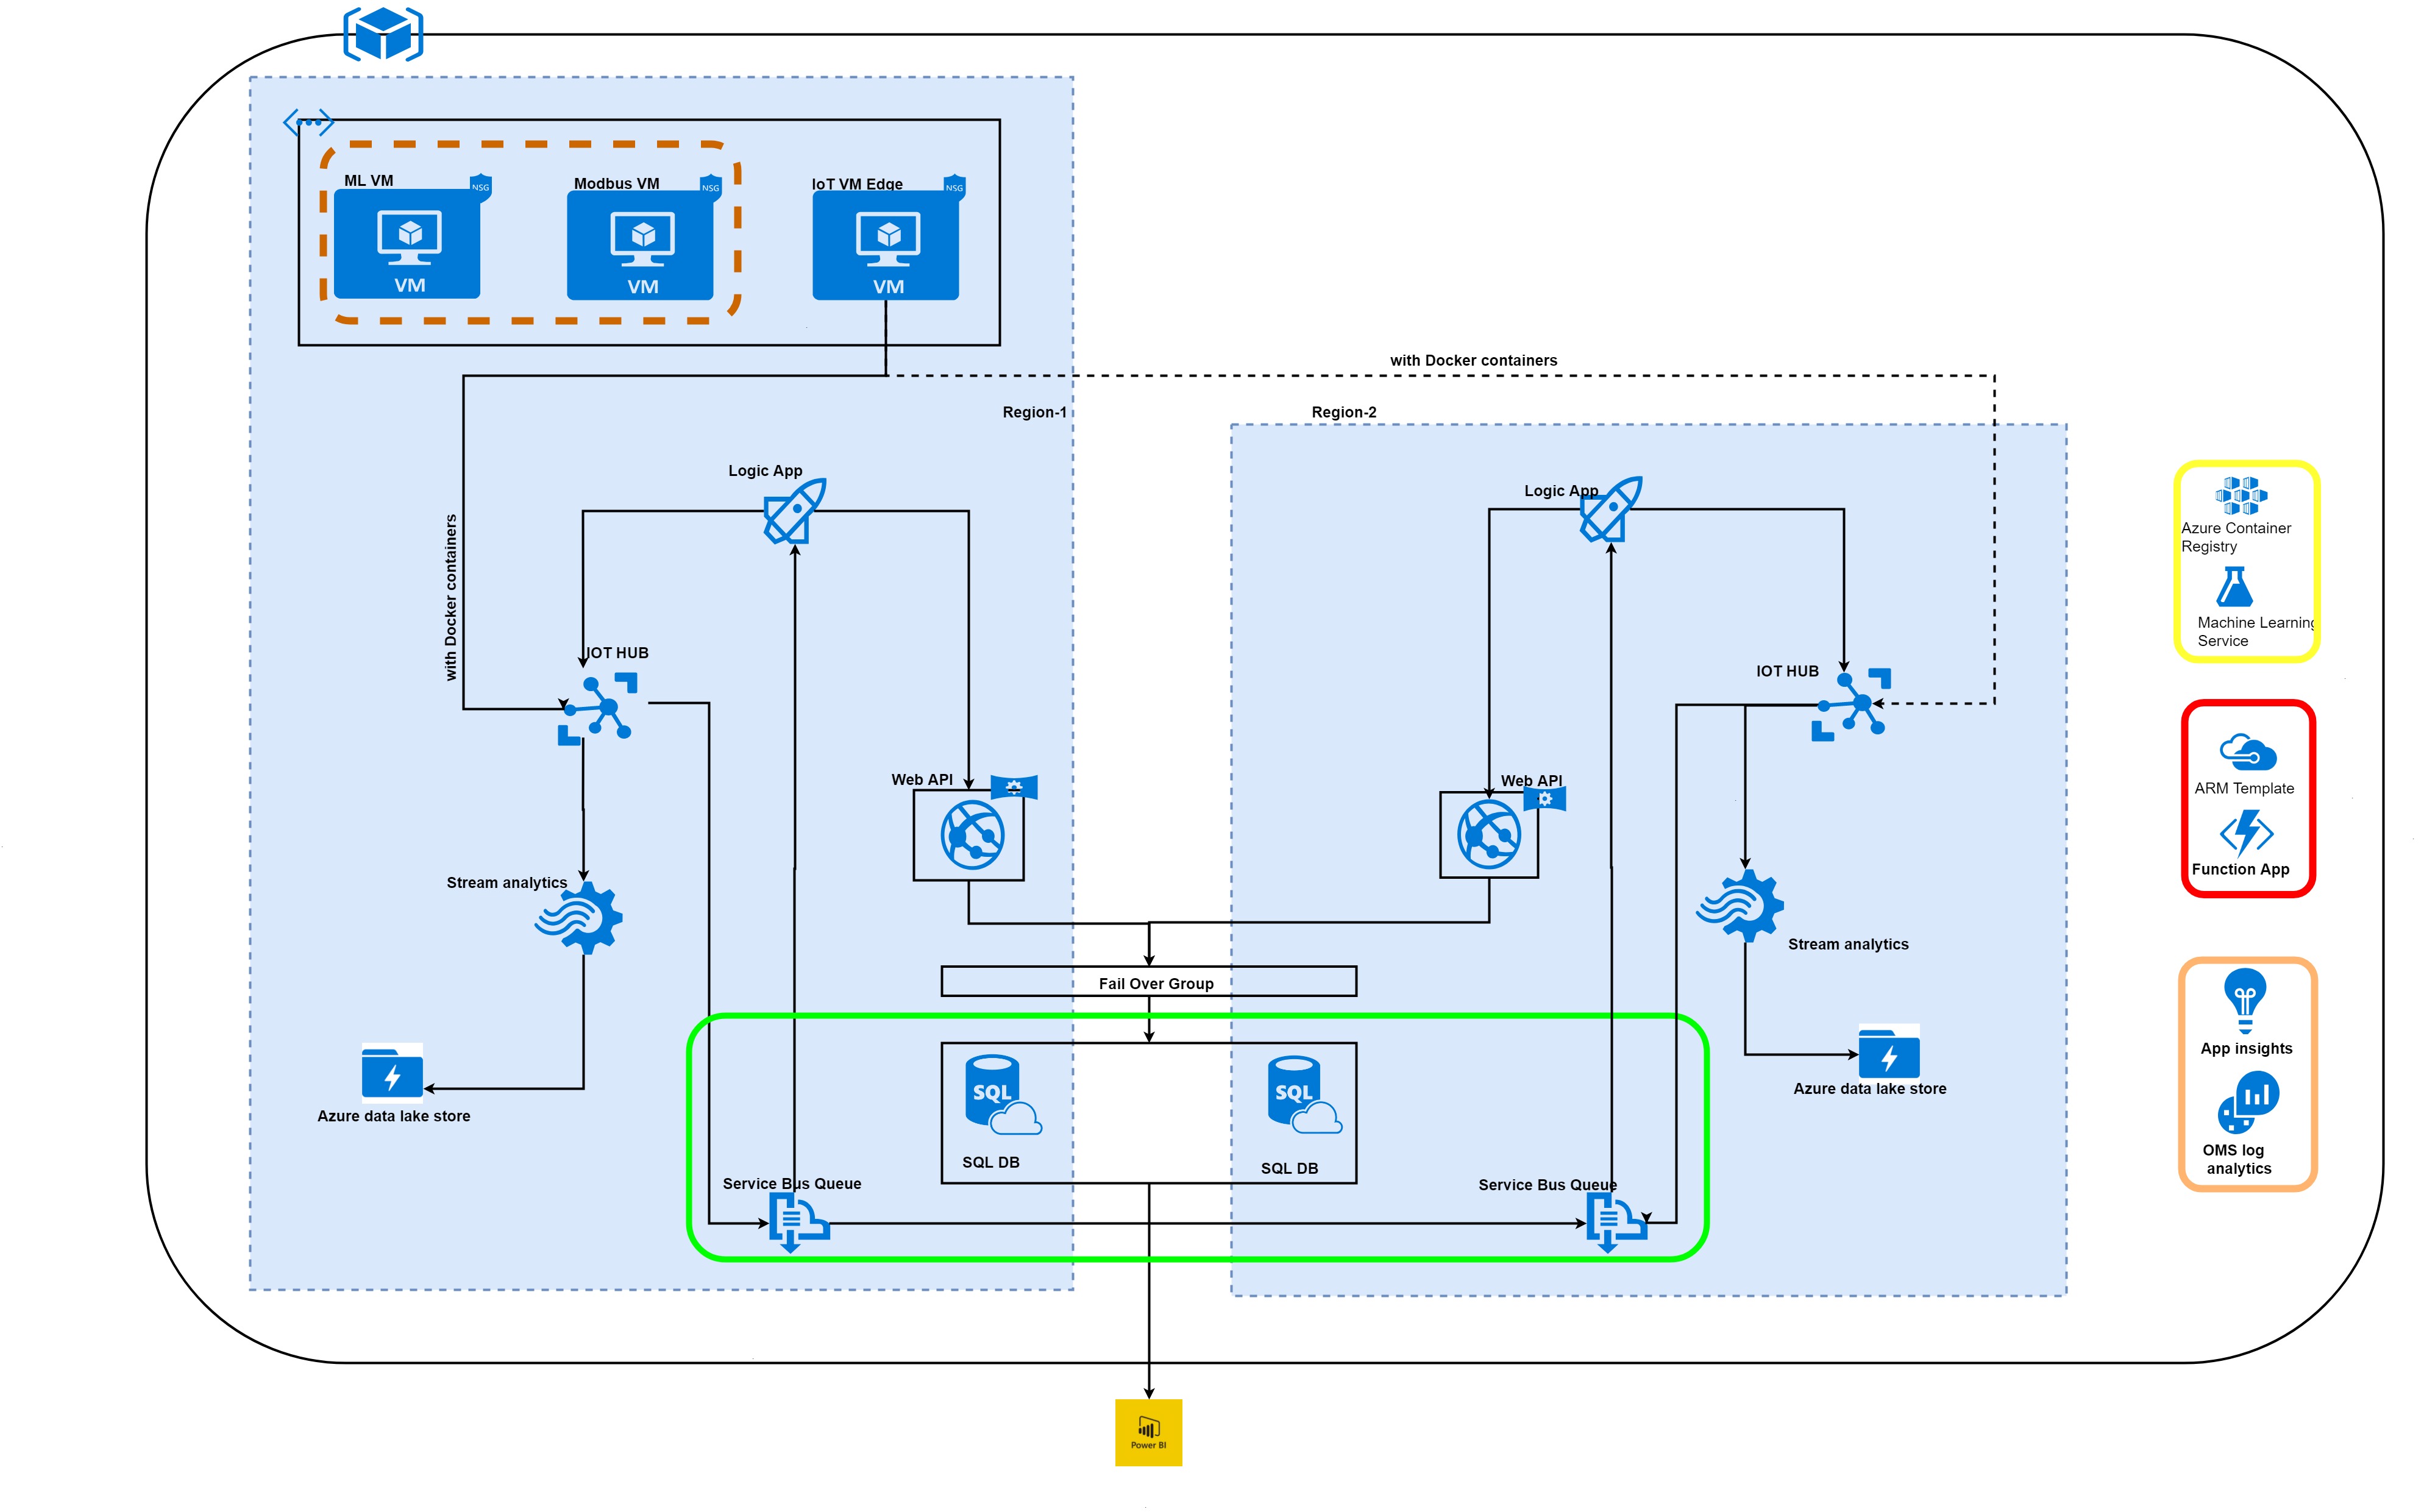 ML VM
NSG
VM
Modbus VM
NSG
VM
IoT VM Edge
NSG
VM
with Docker containers
Region-1
Region-2
with Docker containers
Logic App
Logic App
IOT HUB
IOT HUB
Web API
Web API
Stream analytics
Stream analytics
Fail Over Group
SQL
SQL DB
SQL
SQL DB
Azure data lake store
Azure data lake store
Service Bus Queue
Service Bus Queue
Power BI
Azure Container
Registry
Machine Learning
Service
ARM Template
Function App
App insights
OMS log
analytics